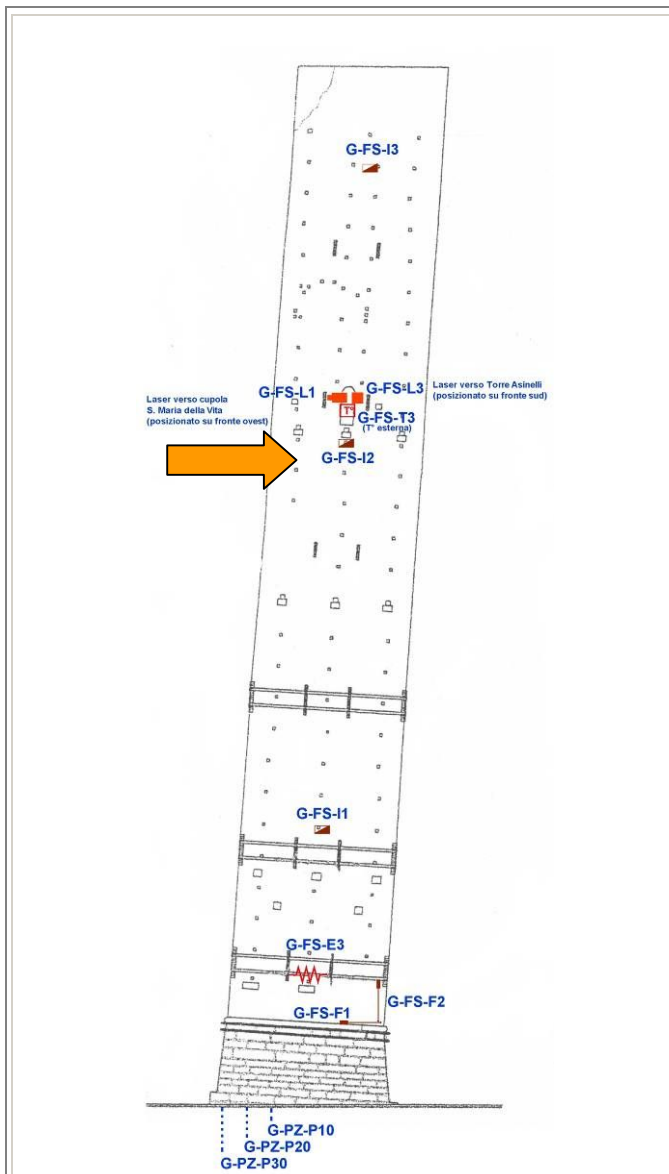 G-FS-I3
G-FS-L1
G-FS-L3
Laser verso cupola
S. Maria della Vita
(posizionato su fronte ovest)
Laser verso Torre Asinelli
(posizionato su fronte sud)
T°
G-FS-T3
(T° esterna)
G-FS-I2
G-FS-I1
G-FS-E3
G-FS-F2
G-FS-F1
G-PZ-P10
G-PZ-P20
G-PZ-P30